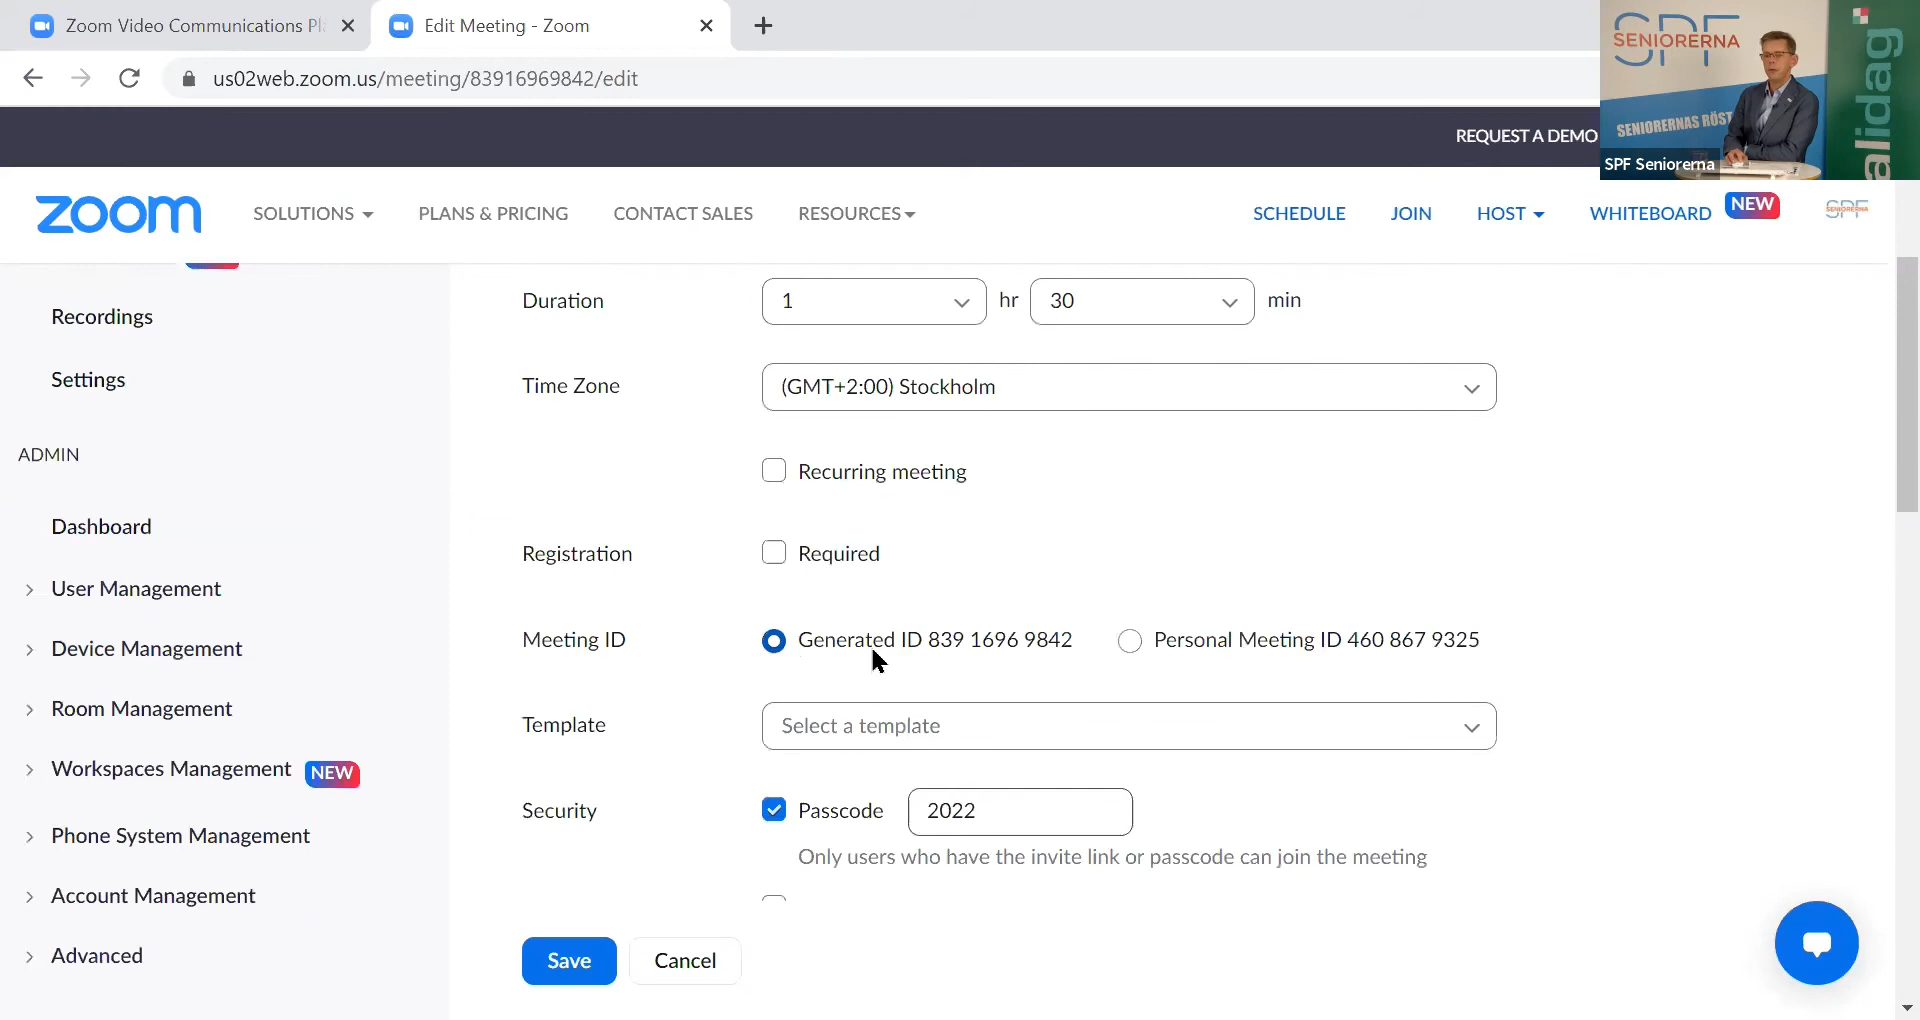 Zoom Video Communications Pl
Edit Meeting - Zoom
us02web.zoom.us/meeting/83916969842/edit
REQUEST A DEMO
SPF
SENIORERNA
SENIORERNAS RÖST
alidag
SPF Seniorerna
zoom
SOLUTIONS
PLANS & PRICING
CONTACT SALES
RESOURCES
SCHEDULE
JOIN
HOST
WHITEBOARD
NEW
SPF
SENIORERNA
Recordings
Settings
ADMIN
Dashboard
User Management
Device Management
Room Management
Workspaces Management NEW
Phone System Management
Account Management
Advanced
Duration 1 hr 30 min
Time Zone (GMT+2:00) Stockholm
Recurring meeting
Registration Required
Meeting ID Generated ID 839 1696 9842 Personal Meeting ID 460 867 9325
Template Select a template
Security Passcode 2022
Only users who have the invite link or passcode can join the meeting
Save Cancel